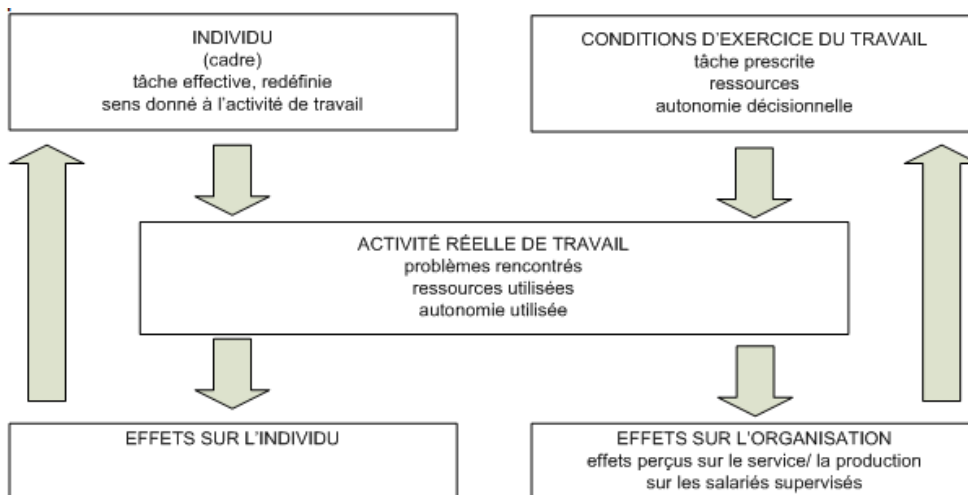 INDIVIDU
(cadre)
tâche effective, redéfinie
sens donné à l'activité de travail
CONDITIONS D'EXERCICE DU TRAVAIL
tâche prescrite
ressources
autonomie décisionnelle
ACTIVITÉ RÉELLE DE TRAVAIL
problèmes rencontrés
ressources utilisées
autonomie utilisée
EFFETS SUR L'INDIVIDU
EFFETS SUR L'ORGANISATION
effets perçus sur le service/ la production
sur les salariés supervisés